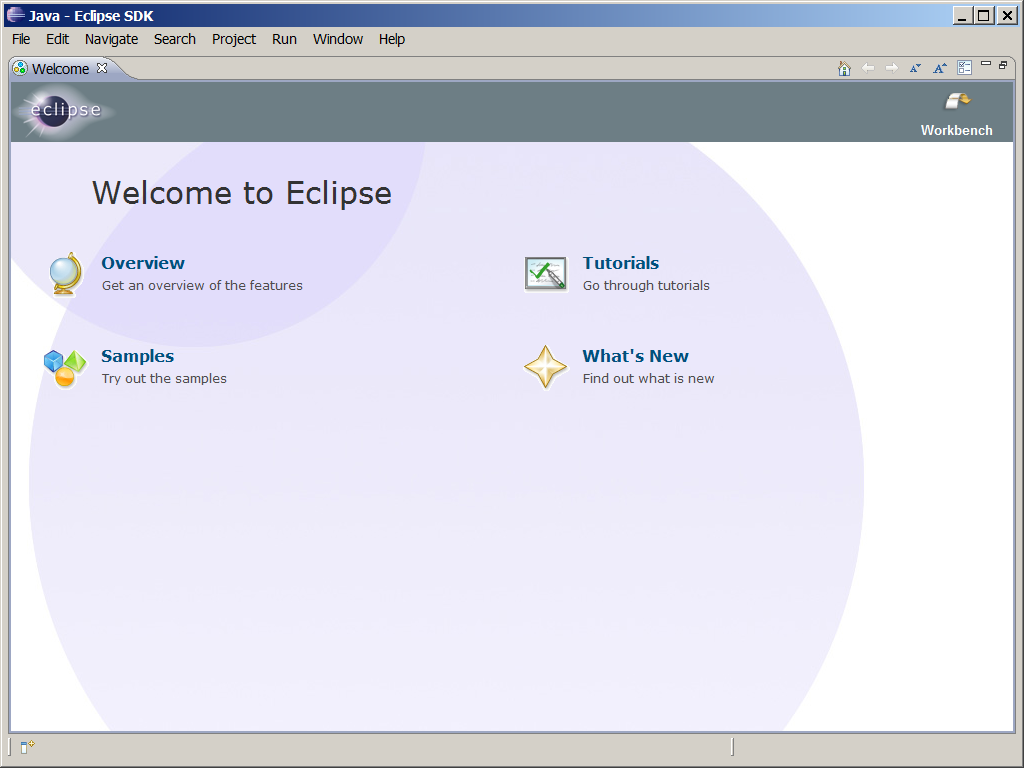 Java - Eclipse SDK
File Edit Navigate Search Project Run Window Help
Welcome
eclipse
Workbench
Welcome to Eclipse
Overview
Get an overview of the features
Tutorials
Go through tutorials
Samples
Try out the samples
What's New
Find out what is new